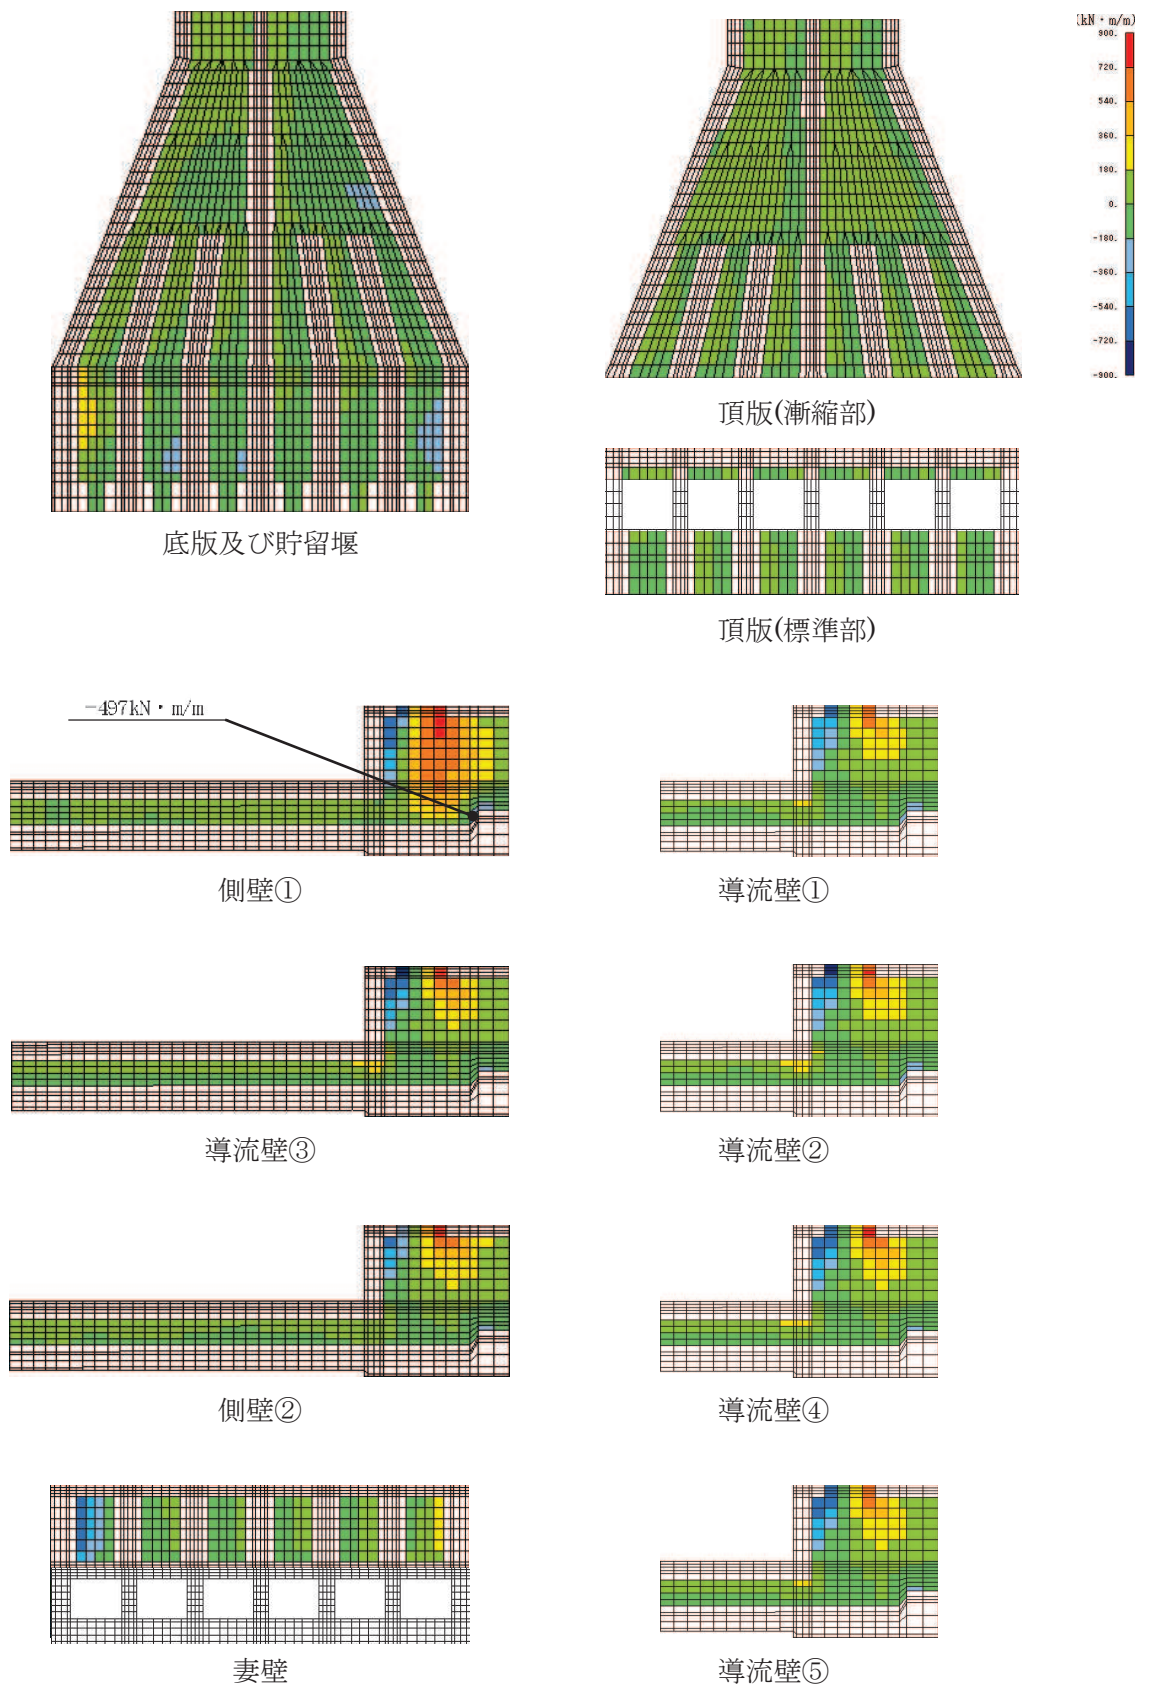 (kN・m/m)
900.
720.
540.
360.
180.
0.
-180.
-360.
-540.
-720.
-900.
頂版(漸縮部)
底版及び貯留堰
頂版(標準部)
-497kN・m/m
側壁①
導流壁①
導流壁③
導流壁②
側壁②
導流壁④
妻壁
導流壁⑤